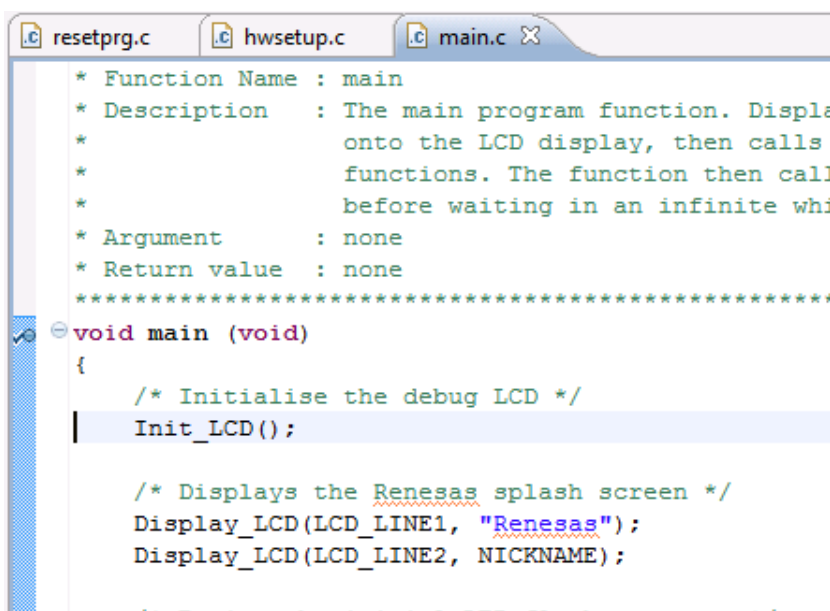 resetprg.c hwsetup.c main.c
* Function Name : main
* Description : The main program function. Displa
* onto the LCD display, then calls
* functions. The function then call
* before waiting in an infinite whi
* Argument : none
* Return value : none
***************************************************
void main (void)
{
/* Initialise the debug LCD */
Init_LCD();
/* Displays the Renesas splash screen */
Display_LCD(LCD_LINE1, "Renesas");
Display_LCD(LCD_LINE2, NICKNAME);